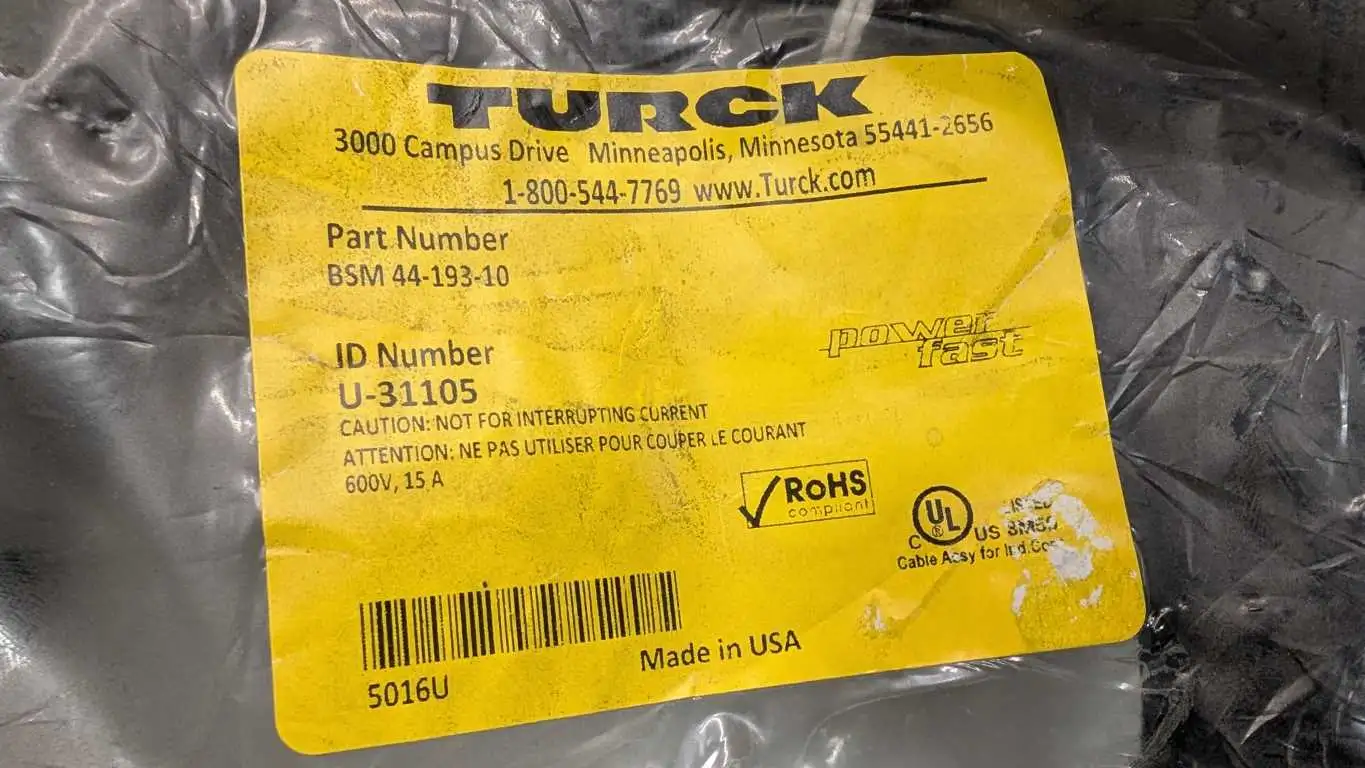 TURCK
3000 Campus Drive Minneapolis, Minnesota 55441-2656
1-800-544-7769 www.Turck.com
Part Number
BSM 44-193-10
power
fast
ID Number
U-31105
CAUTION: NOT FOR INTERRUPTING CURRENT
ATTENTION: NE PAS UTILISER POUR COUPER LE COURANT
600V, 15 A
RoHS
compliant
C UL ® US
LISTED
Cable Assy for Ind.
Made in USA
5016U